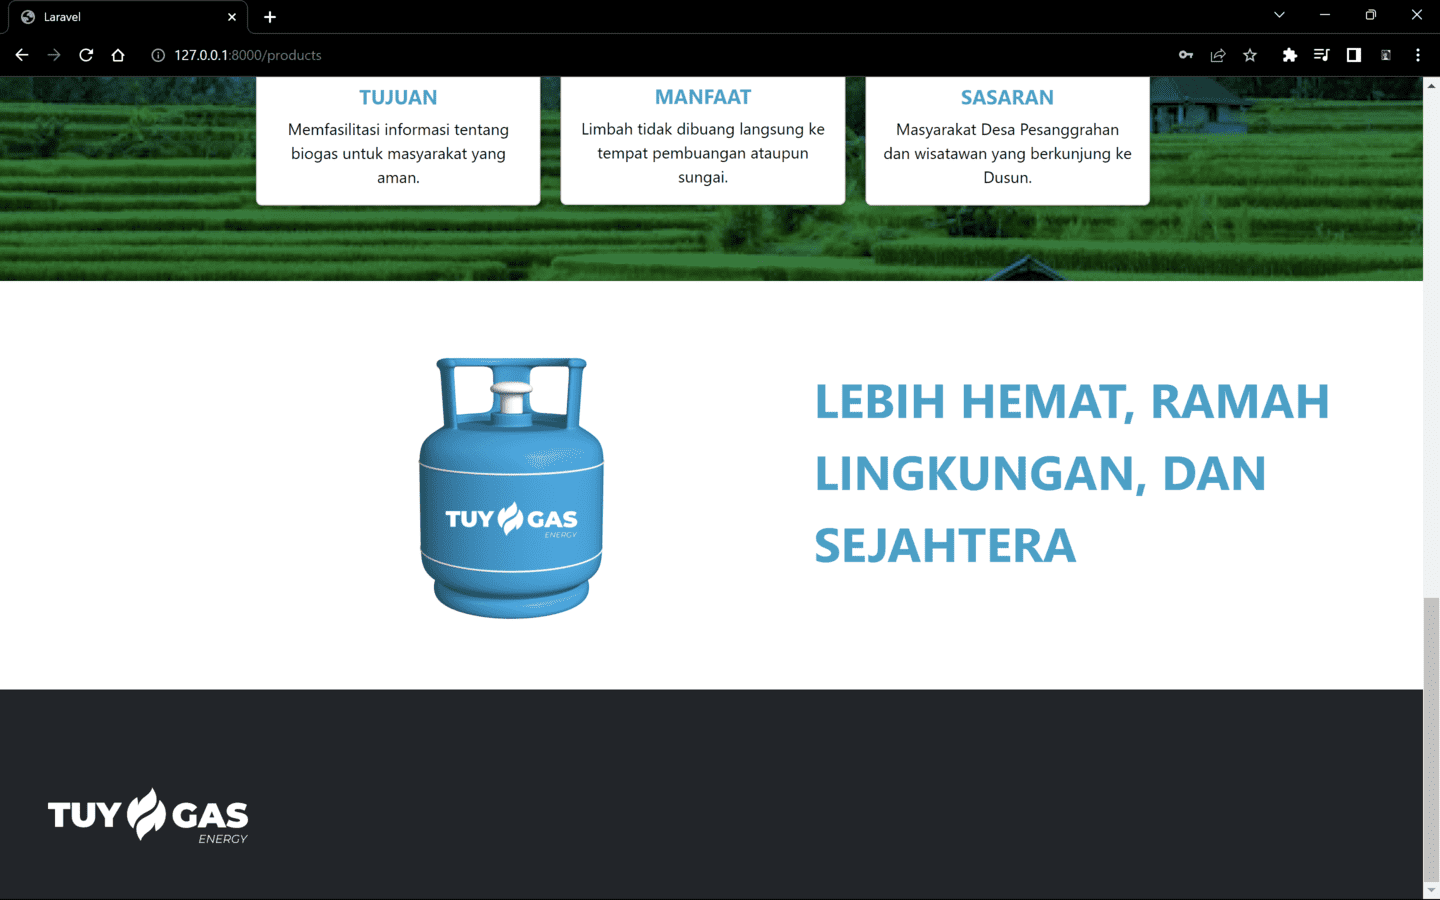 Laravel
127.0.0.1:8000/products
TUJUAN
Memfasilitasi informasi tentang
biogas untuk masyarakat yang
aman.
MANFAAT
Limbah tidak dibuang langsung ke
tempat pembuangan ataupun
sungai.
SASARAN
Masyarakat Desa Pesanggrahan
dan wisatawan yang berkunjung ke
Dusun.
TUY GAS
ENERGY
LEBIH HEMAT, RAMAH
LINGKUNGAN, DAN
SEJAHTERA
TUY GAS
ENERGY